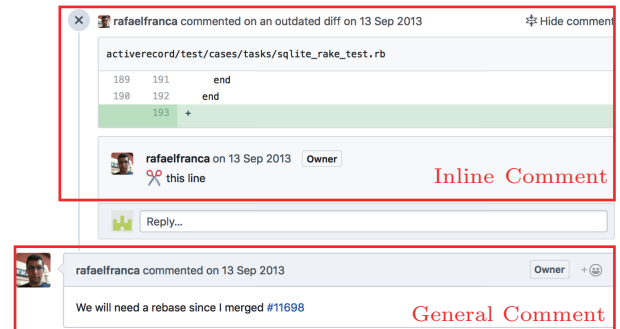 rafaelfranca commented on an outdated diff on 13 Sep 2013 Hide comment
activerecord/test/cases/tasks/sqlite_rake_test.rb
189 191 end
190 192 end
193 +
rafaelfranca on 13 Sep 2013 Owner
this line
Inline Comment
Reply...
rafaelfranca commented on 13 Sep 2013 Owner +
We will need a rebase since I merged #11698
General Comment